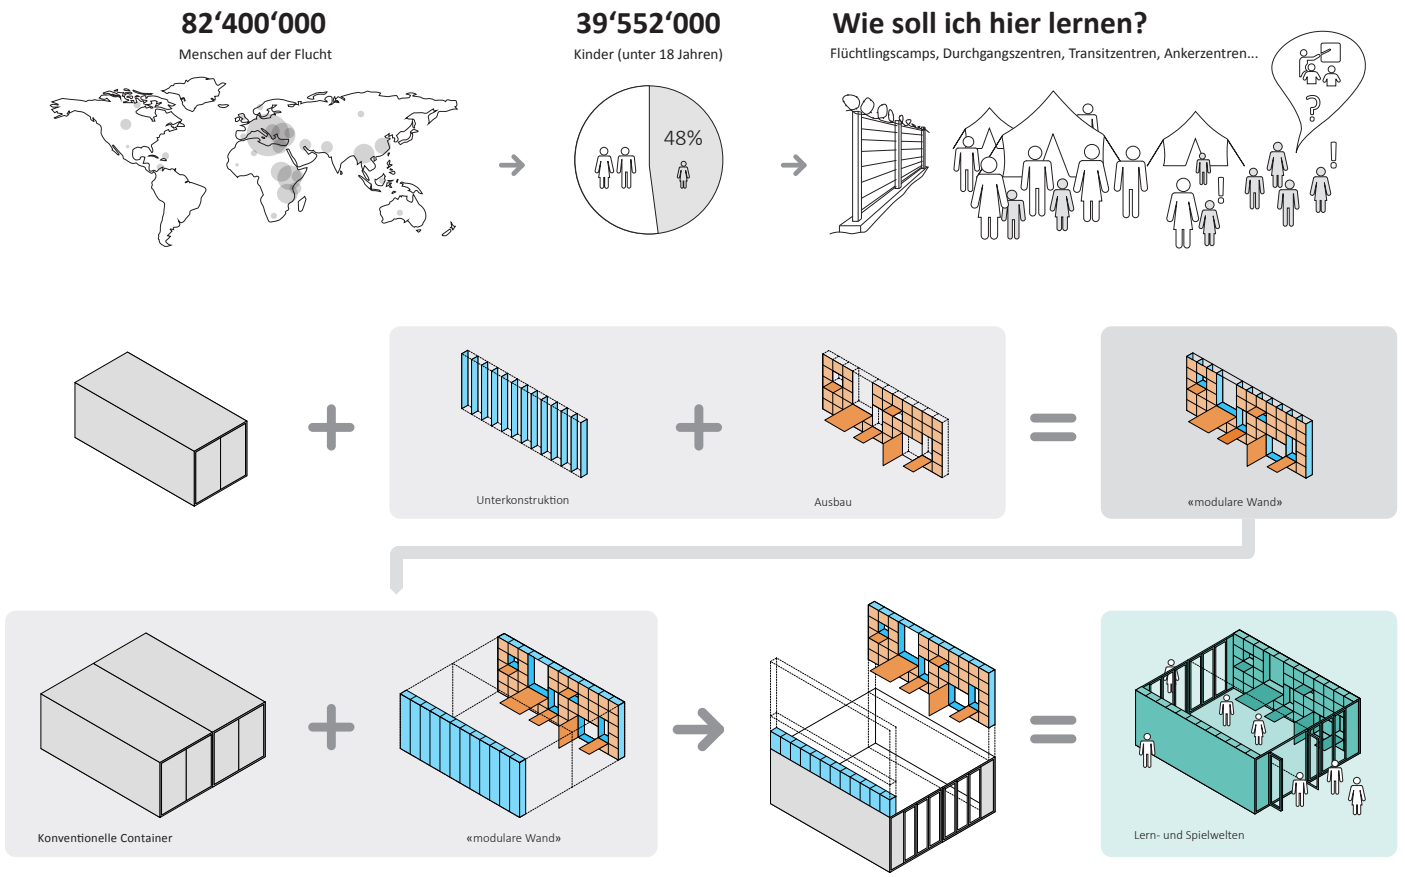 82‘400‘000
Menschen auf der Flucht
39‘552‘000
Kinder (unter 18 Jahren)
Wie soll ich hier lernen?
Flüchtlingscamps, Durchgangszentren, Transitzentren, Ankerzentren...
?
!
!
48%
Unterkonstruktion
Ausbau
«modulare Wand»
Konventionelle Container
«modulare Wand»
Lern- und Spielwelten